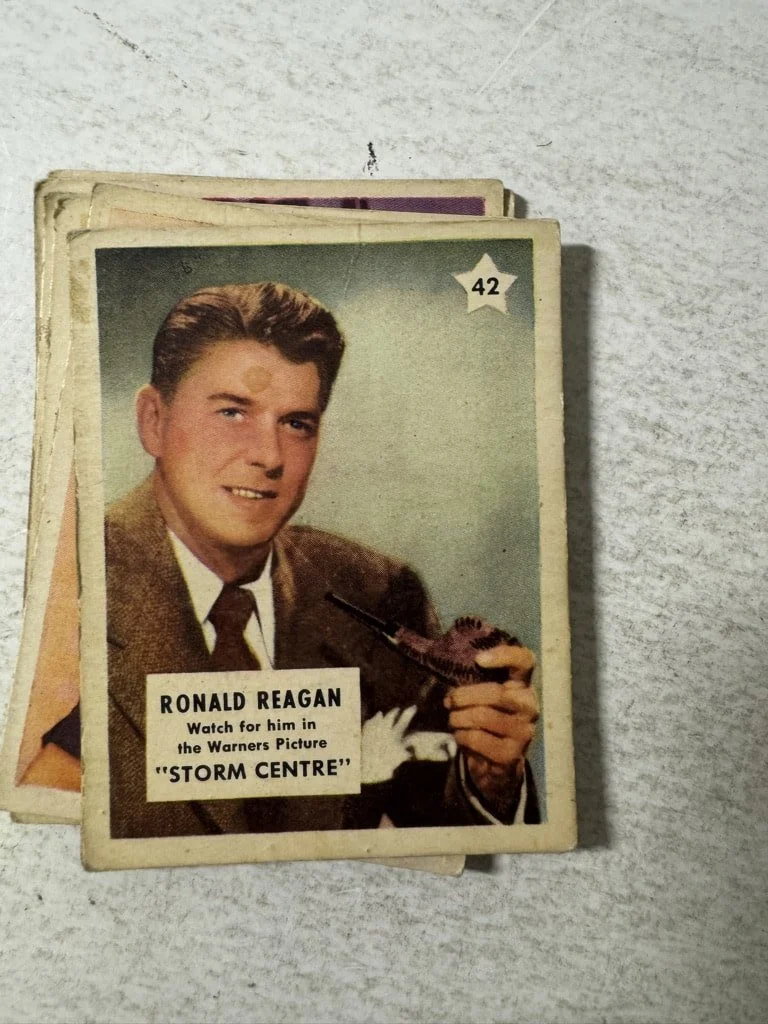 42
RONALD REAGAN
Watch for him in
the Warners Picture
"STORM CENTRE"